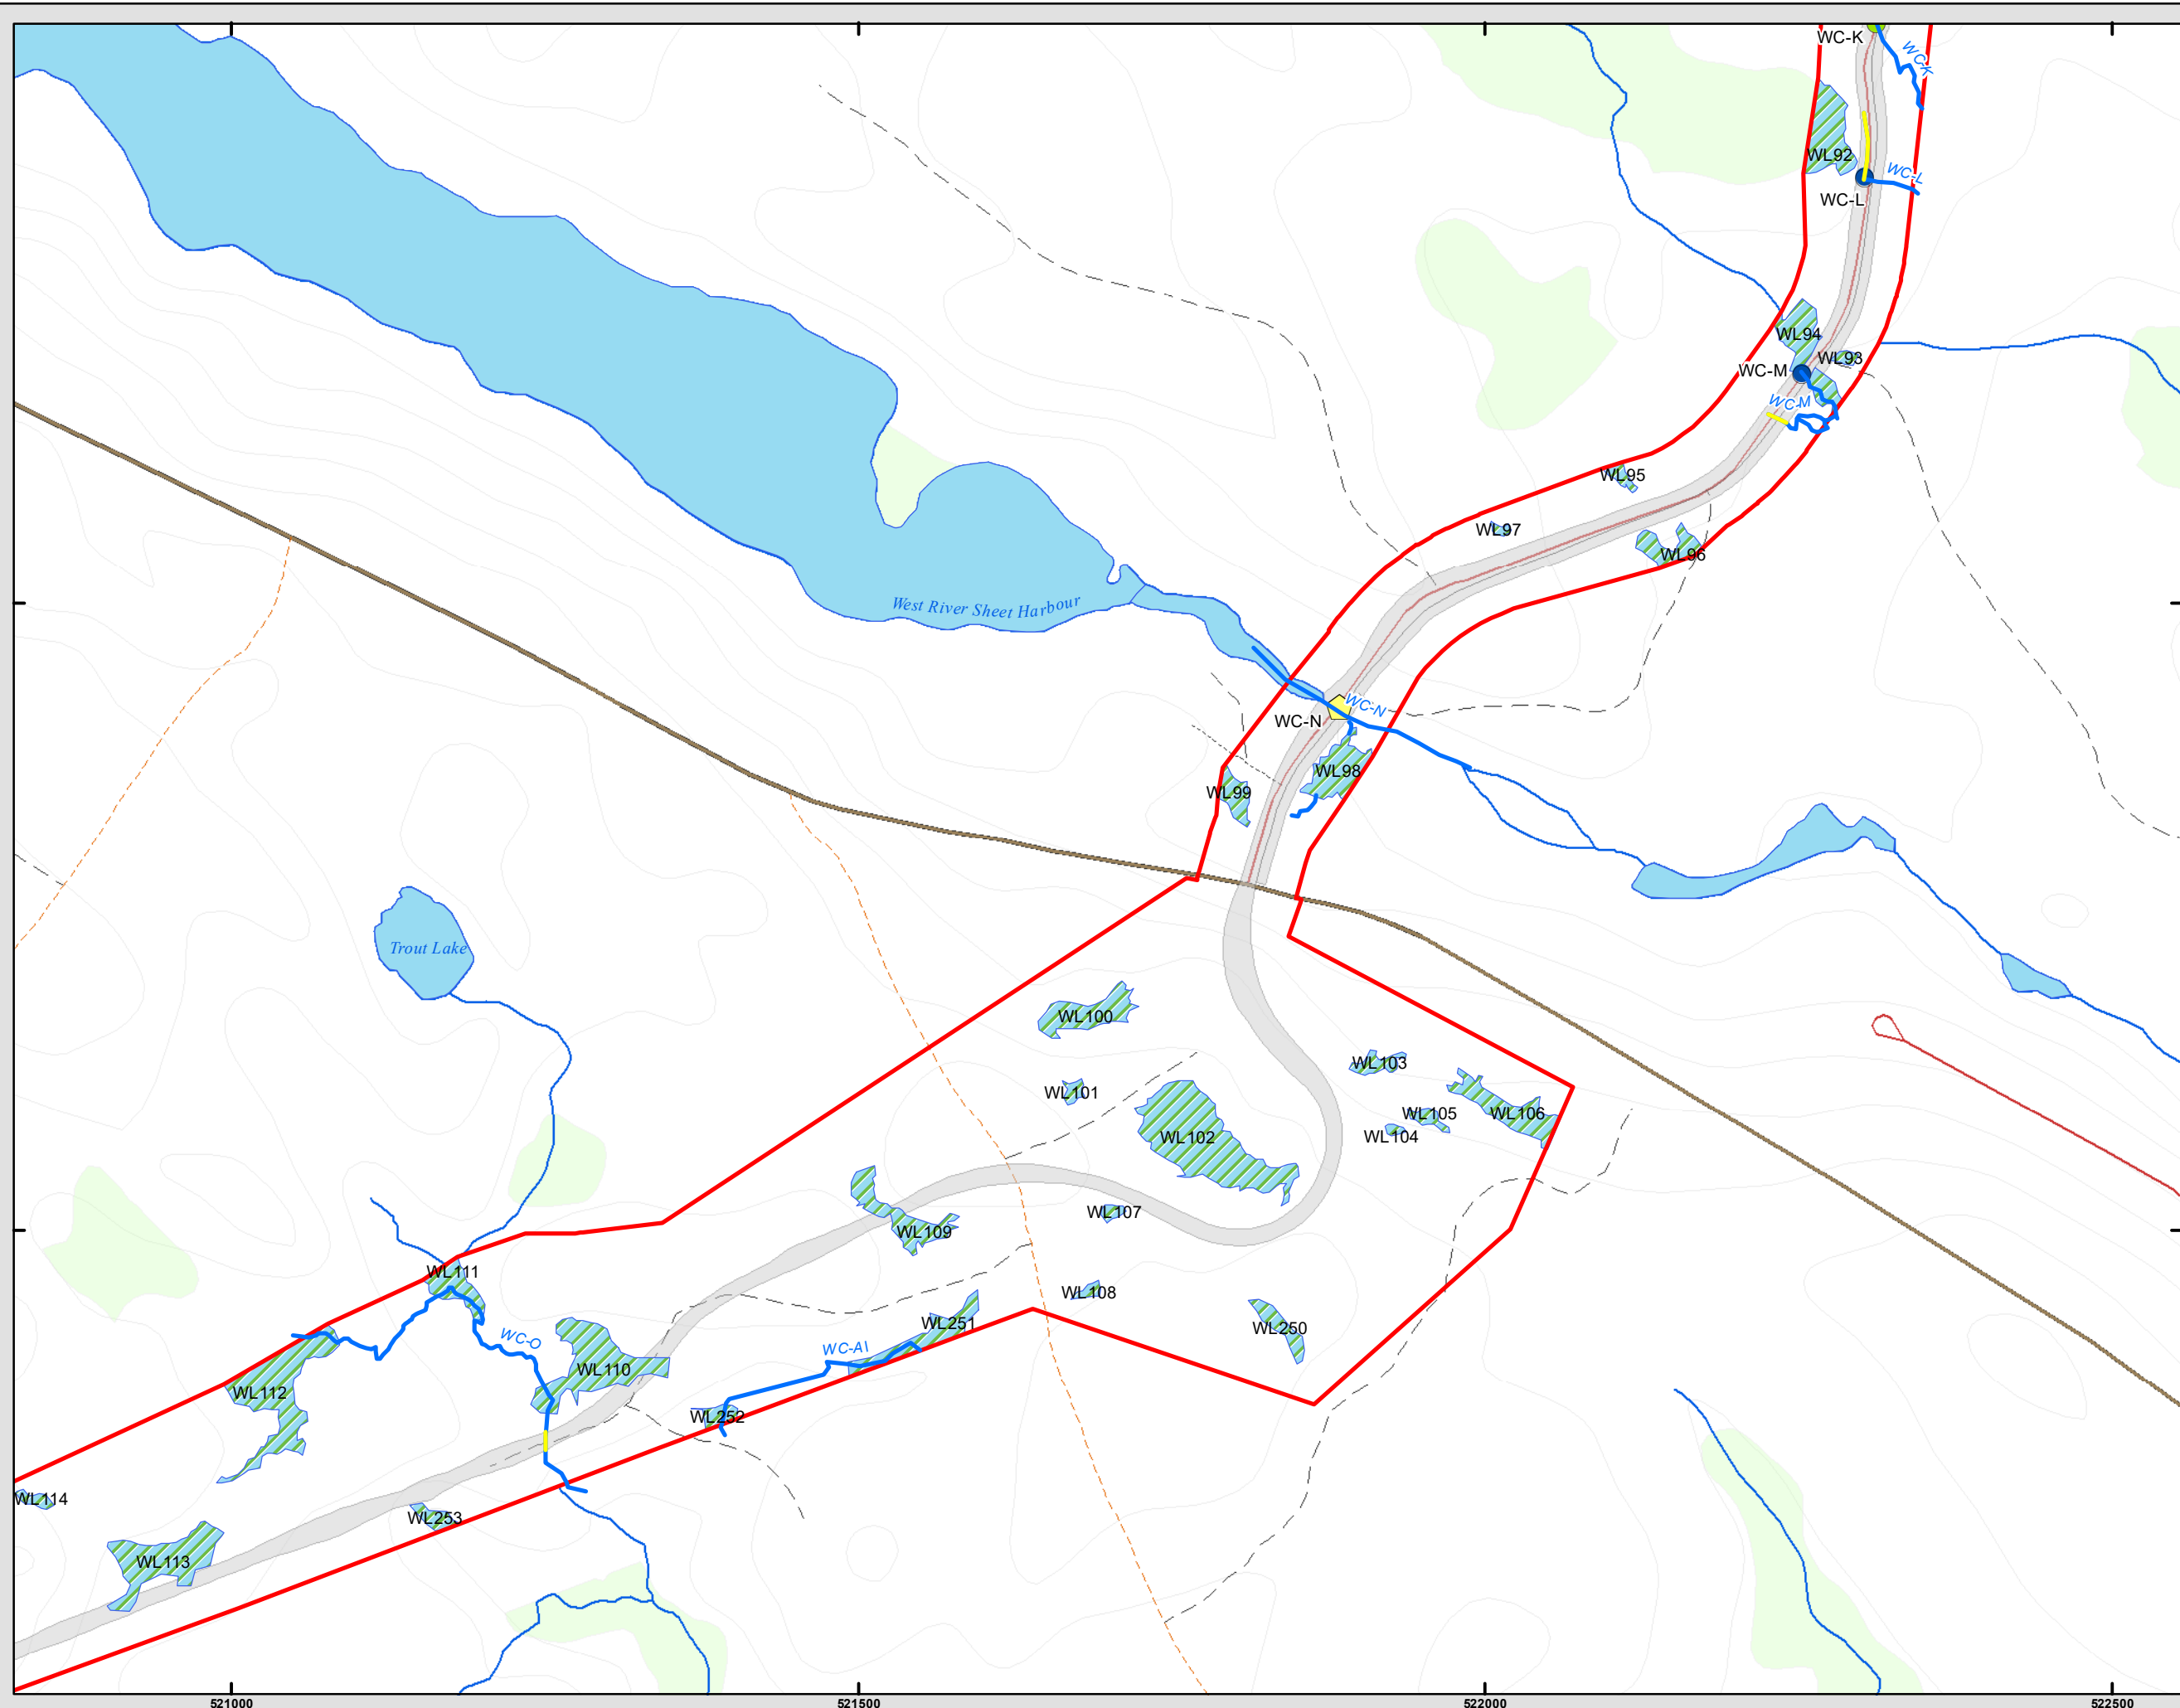 WC-K
WC-K
WL92
WC-L
WC-L
WL94
WL93
WC-M
WC-M
WL95
WL97
WL96
West River Sheet Harbour
WC-N
WC-N
WL98
WL99
Trout Lake
WL100
WL103
WL101
WL105
WL106
WL104
WL102
WL107
WL109
WL111
WL108
WL251
WL250
WC-O
WC-AI
WL110
WL112
WL252
WL114
WL253
WL113
521000
521500
522000
522500